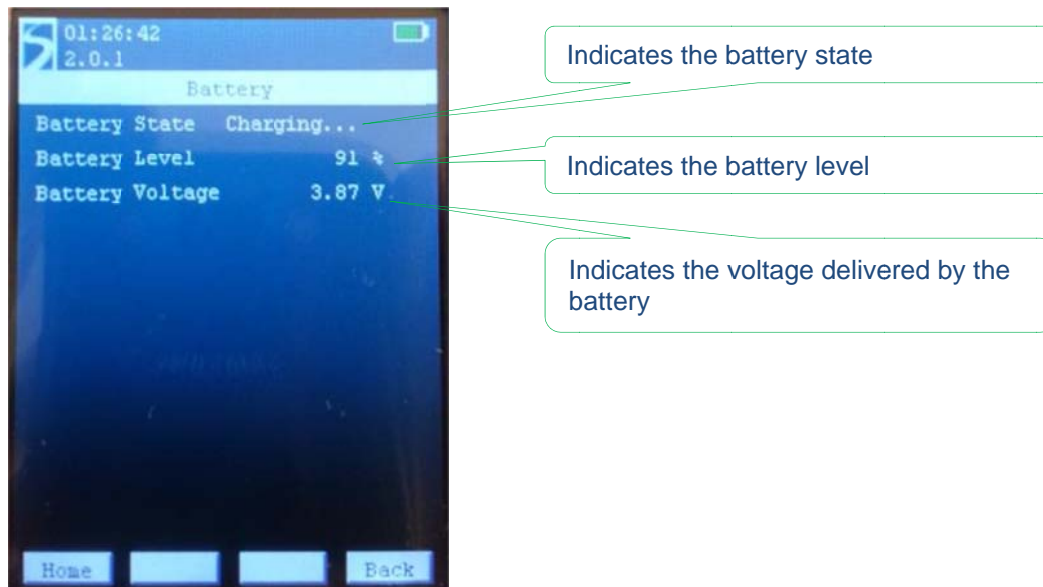 01:26:42
2.0.1
Battery
Battery State Charging...
Battery Level 91 %
Battery Voltage 3.87 V
Home Back
Indicates the battery state
Indicates the battery level
Indicates the voltage delivered by the
battery